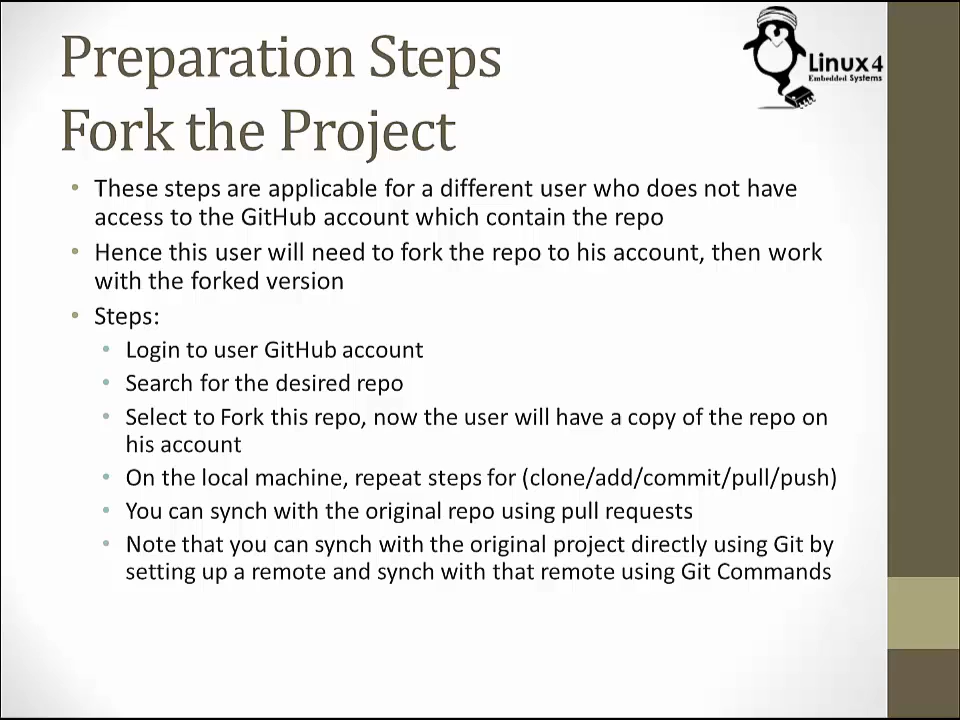 Preparation Steps
Fork the Project
Linux4
Embedded Systems
• These steps are applicable for a different user who does not have
access to the GitHub account which contain the repo
• Hence this user will need to fork the repo to his account, then work
with the forked version
• Steps:
• Login to user GitHub account
• Search for the desired repo
• Select to Fork this repo, now the user will have a copy of the repo on
his account
• On the local machine, repeat steps for (clone/add/commit/pull/push)
• You can synch with the original repo using pull requests
• Note that you can synch with the original project directly using Git by
setting up a remote and synch with that remote using Git Commands